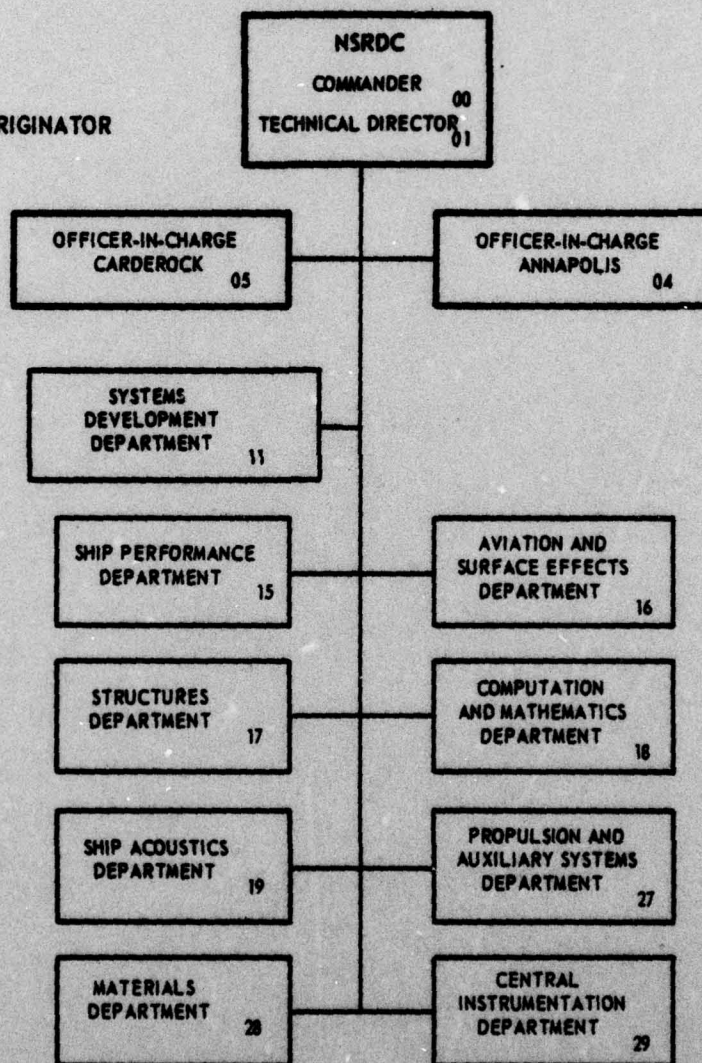 NSRDC
COMMANDER
00
TECHNICAL DIRECTOR
01
RIGINATOR
OFFICER-IN-CHARGE
CARDEROCK
05
OFFICER-IN-CHARGE
ANNAPOLIS
04
SYSTEMS
DEVELOPMENT
DEPARTMENT
11
SHIP PERFORMANCE
DEPARTMENT
15
AVIATION AND
SURFACE EFFECTS
DEPARTMENT
16
STRUCTURES
DEPARTMENT
17
COMPUTATION
AND MATHEMATICS
DEPARTMENT
18
SHIP ACOUSTICS
DEPARTMENT
19
PROPULSION AND
AUXILIARY SYSTEMS
DEPARTMENT
27
MATERIALS
DEPARTMENT
28
CENTRAL
INSTRUMENTATION
DEPARTMENT
29